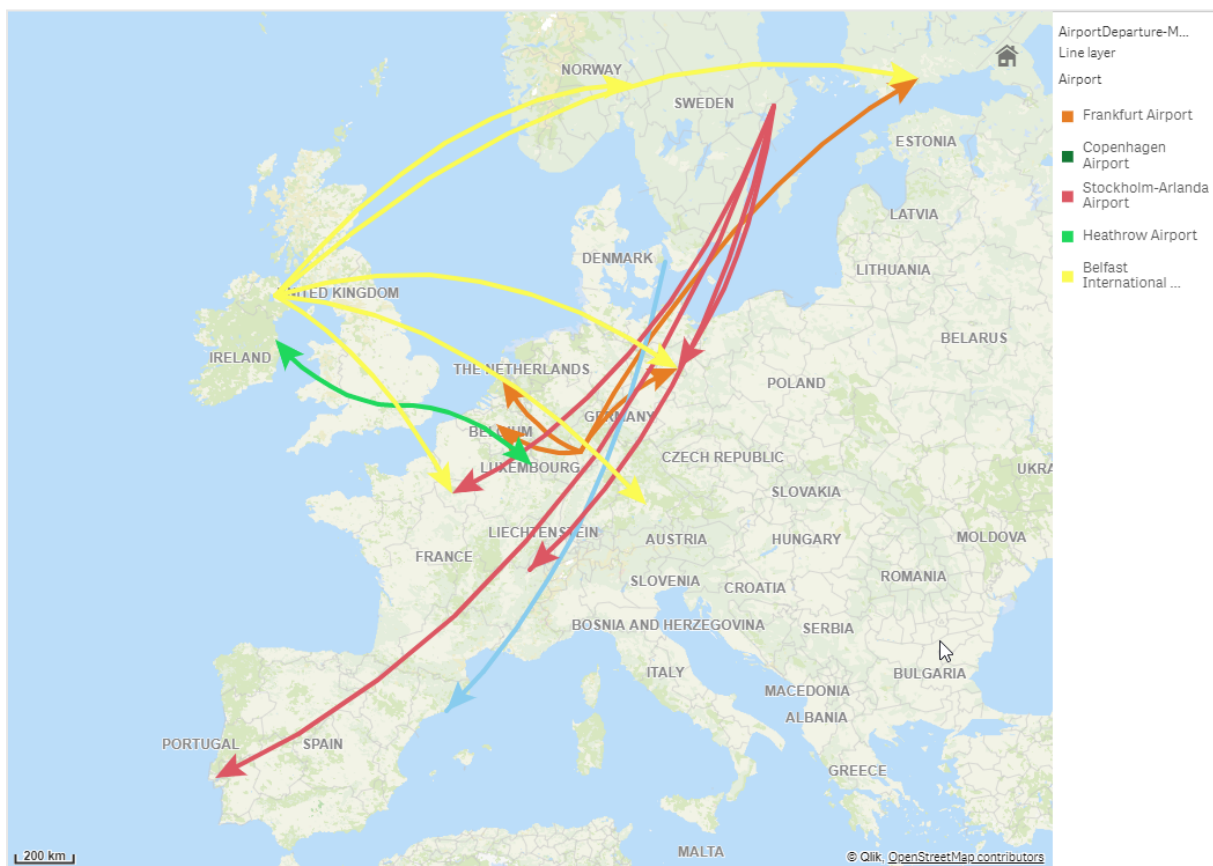 NORWAY
SWEDEN
ESTONIA
LATVIA
DENMARK
LITHUANIA
UNITED KINGDOM
BELARUS
IRELAND
THE NETHERLANDS
POLAND
GERMANY
BELGIUM
CZECH REPUBLIC
LUXEMBOURG
UKRA
SLOVAKIA
LIECHTENSTEIN
AUSTRIA
HUNGARY
MOLDOVA
FRANCE
SLOVENIA
ROMANIA
CROATIA
BOSNIA AND HERZEGOVINA
SERBIA
ITALY
BULGARIA
MACEDONIA
ALBANIA
PORTUGAL
SPAIN
GREECE
MALTA
200 km
© Qlik, OpenStreetMap contributors
AirportDeparture-M...
Line layer
Airport
Frankfurt Airport
Copenhagen
Airport
Stockholm-Arlanda
Airport
Heathrow Airport
Belfast
International ...